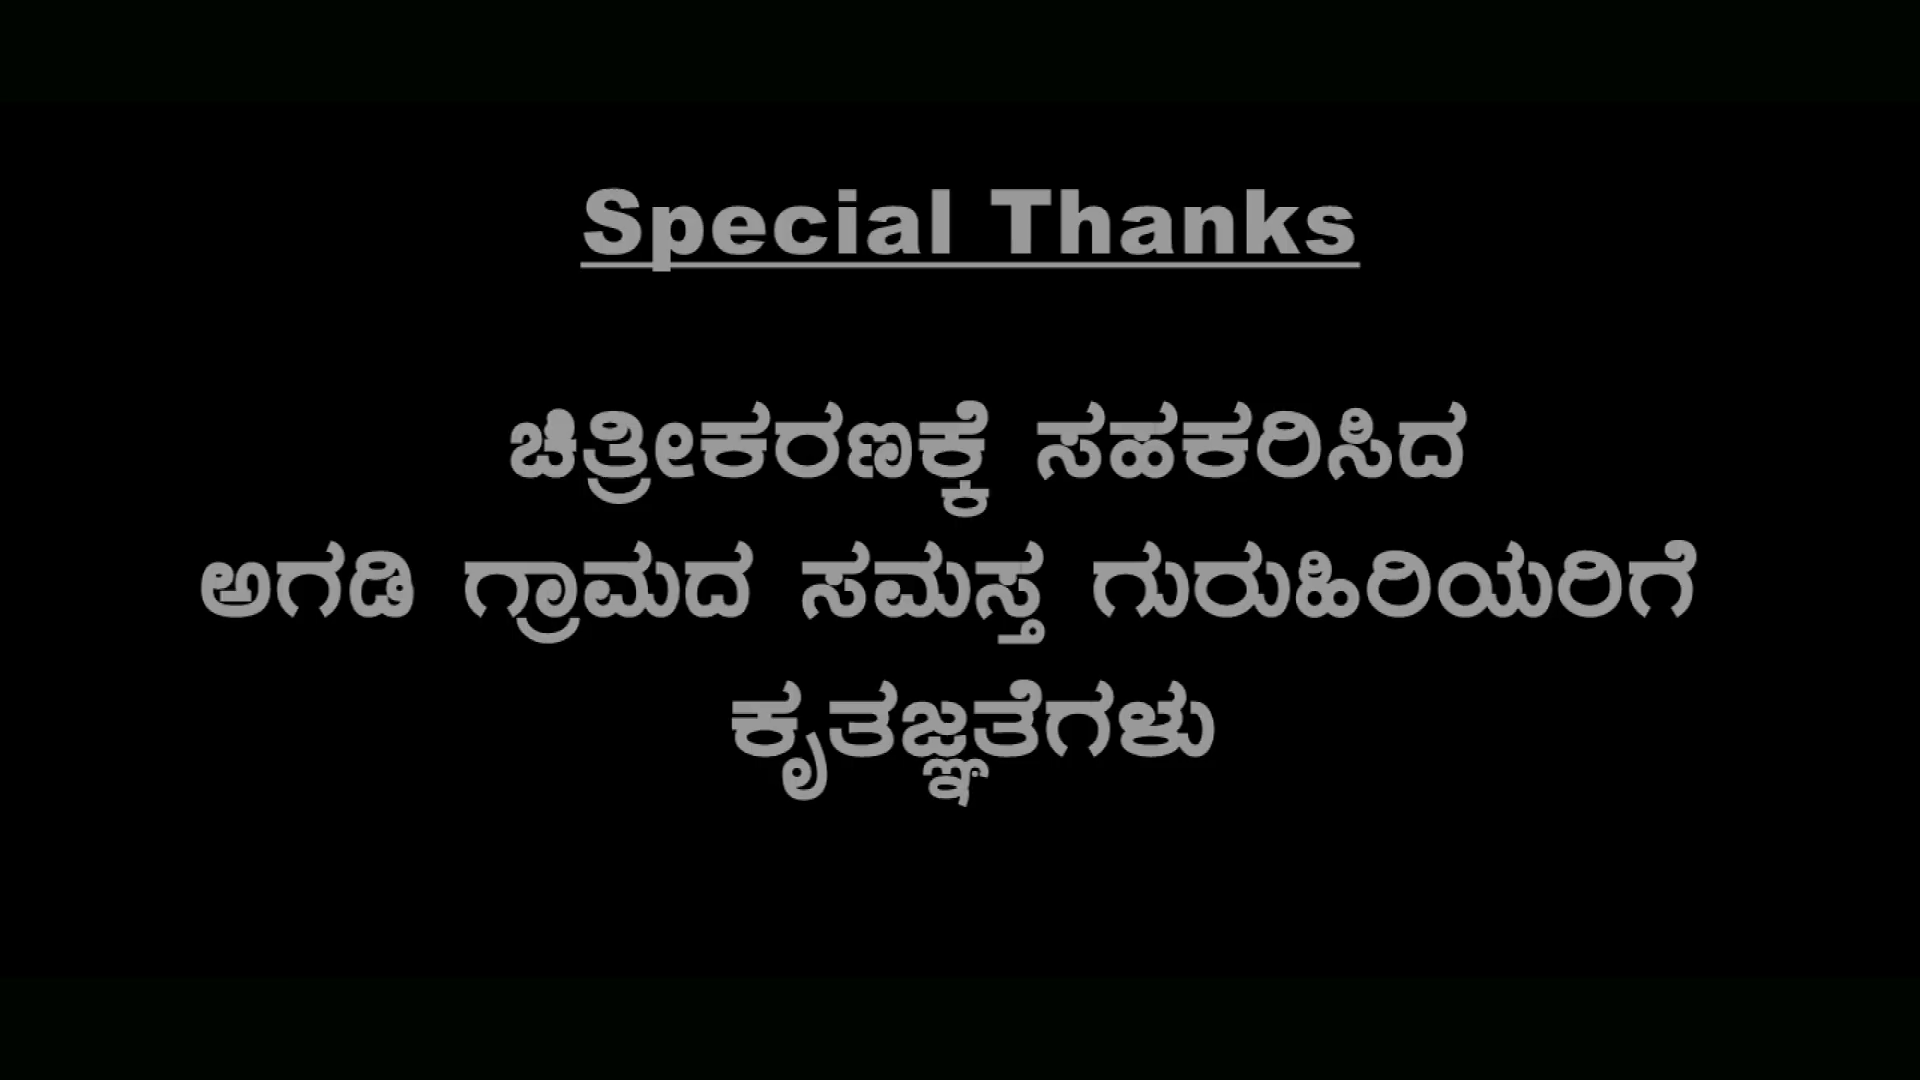 Special Thanks
ಚಿತ್ರೀಕರಣಕ್ಕೆ ಸಹಕರಿಸಿದ
ಅಗಡಿ ಗ್ರಾಮದ ಸಮಸ್ತ ಗುರುಹಿರಿಯರಿಗೆ
ಕೃತಜ್ಞತೆಗಳು